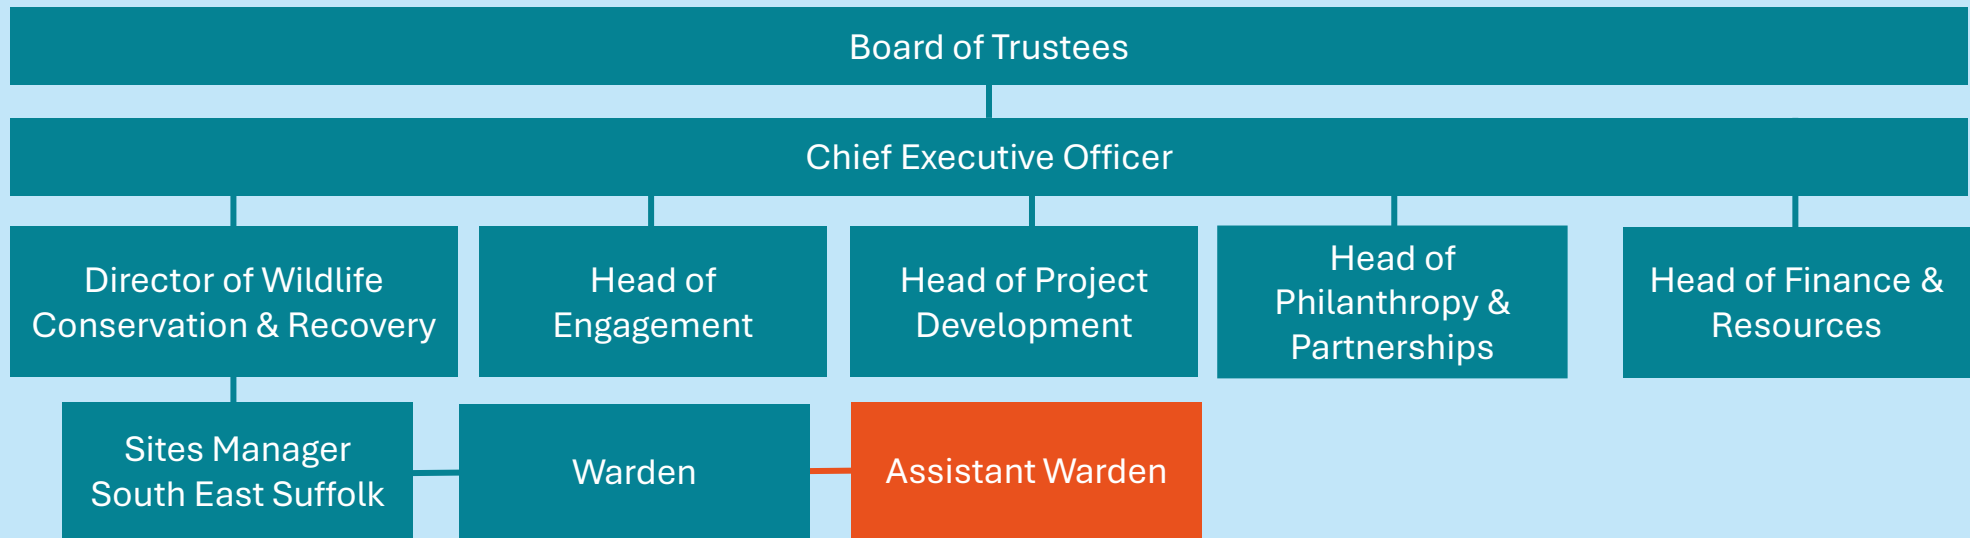 Board of Trustees
Chief Executive Officer
Director of Wildlife
Conservation & Recovery
Head of
Engagement
Head of Project
Development
Head of
Philanthropy &
Partnerships
Head of Finance &
Resources
Sites Manager
South East Suffolk
Warden
Assistant Warden